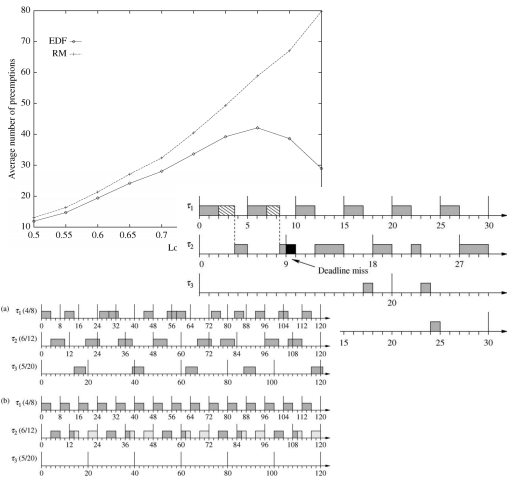 80
70
60
50
40
30
20
10
Average number of preemptions
EDF
RM
0.5 0.55 0.6 0.65 0.7
Lo
τ1
0 5 10 15 20 25 30
τ2
0 9 18 27
Deadline miss
τ3
20
15 20 25 30
(a)
τ1 (4/8)
0 8 16 24 32 40 48 56 64 72 80 88 96 104 112 120
τ2 (6/12)
0 12 24 36 48 60 72 84 96 108 120
τ3 (5/20)
0 20 40 60 80 100 120
(b)
τ1 (4/8)
0 8 16 24 32 40 48 56 64 72 80 88 96 104 112 120
τ2 (6/12)
0 12 24 36 48 60 72 84 96 108 120
τ3 (5/20)
0 20 40 60 80 100 120